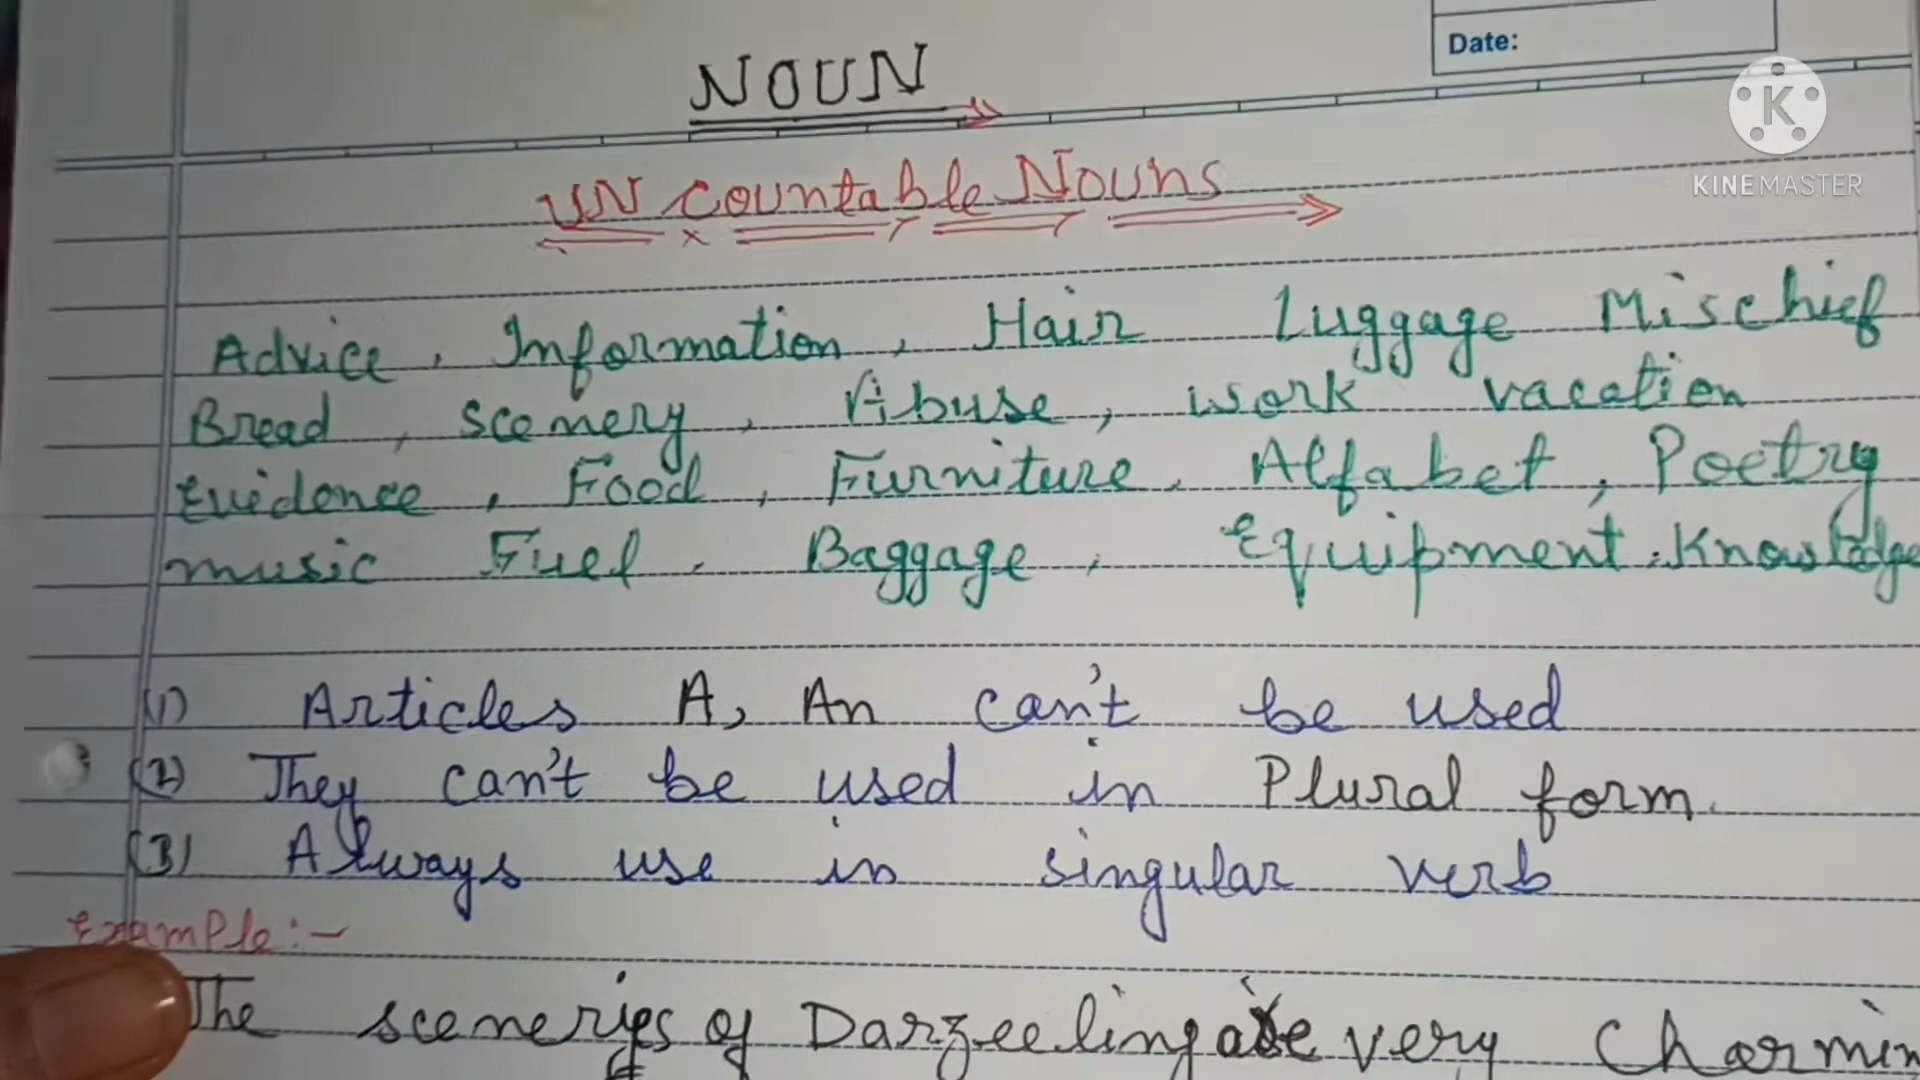 Date:
NOUN
KINEMASTER
UN countable Nouns
Advice, Information, Hair Luggage Mischief
Bread, scenery, Abuse, work vacation
Evidence, Food, Furniture, Alfabet, Poetry
music Fuel, Baggage, Equipment, Knowledge
(1) Articles A, An can't be used
(2) They can't be used in Plural form.
(3) Always use in singular verb
Example:-
The of Darzeeling very Charmin